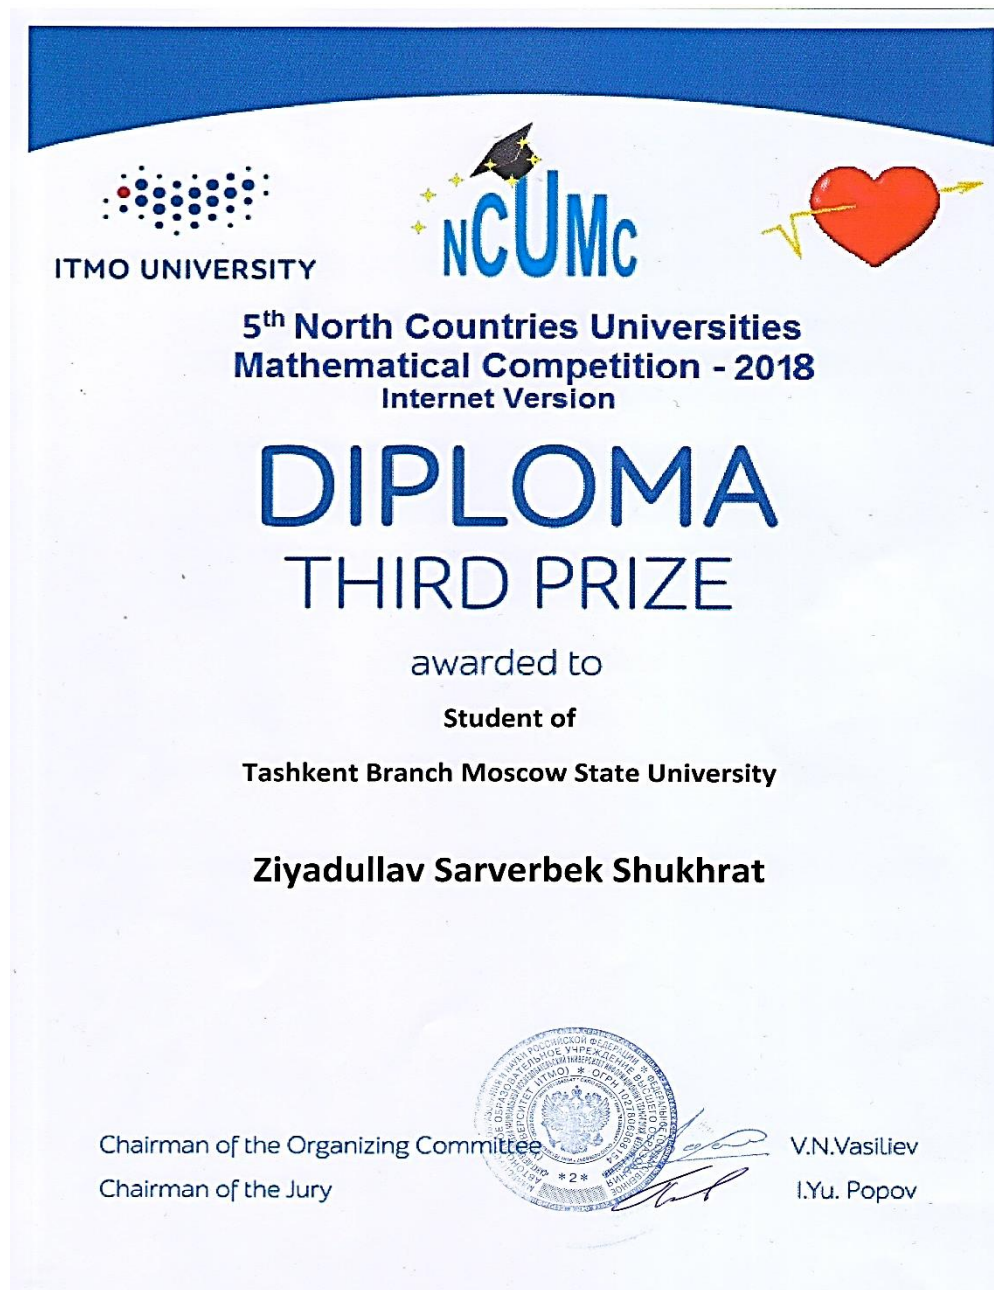 ITMO UNIVERSITY
NCUMC
5th North Countries Universities
Mathematical Competition - 2018
Internet Version
DIPLOMA
THIRD PRIZE
awarded to
Student of
Tashkent Branch Moscow State University
Ziyadullav Sarverbek Shukhrat
Chairman of the Organizing Committee V.N.Vasiliev
Chairman of the Jury I.Yu. Popov
*2*